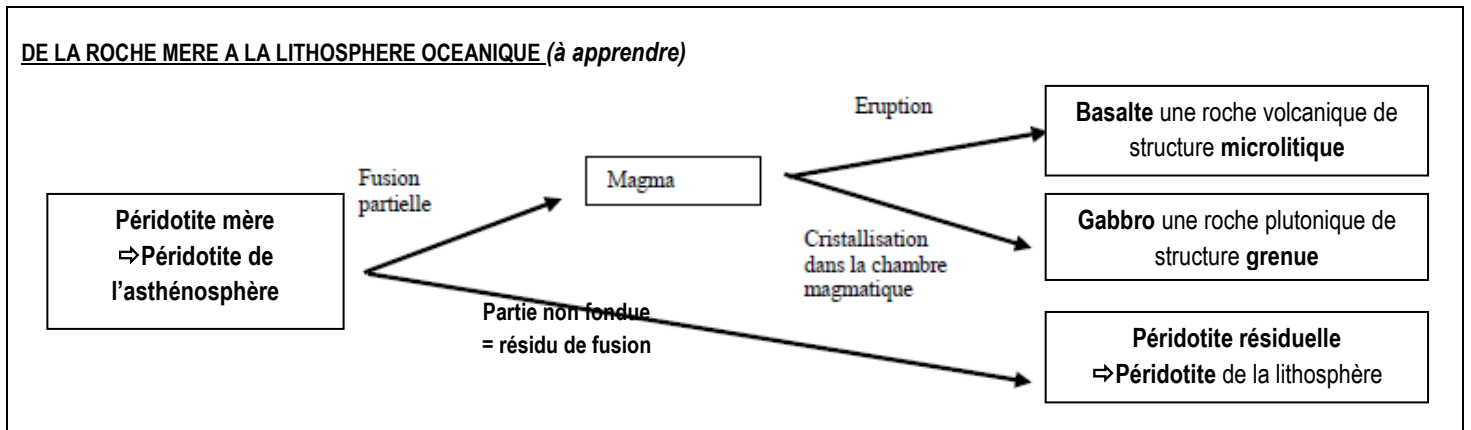 DE LA ROCHE MERE A LA LITHOSPHERE OCEANIQUE (à apprendre)
Eruption
Basalte une roche volcanique de
structure microlitique
Fusion
partielle
Magma
Péridotite mère
⇨Péridotite de
l’asthénosphère
Gabbro une roche plutonique de
structure grenue
Cristallisation
dans la chambre
magmatique
Partie non fondue
= résidu de fusion
Péridotite résiduelle
⇨Péridotite de la lithosphère